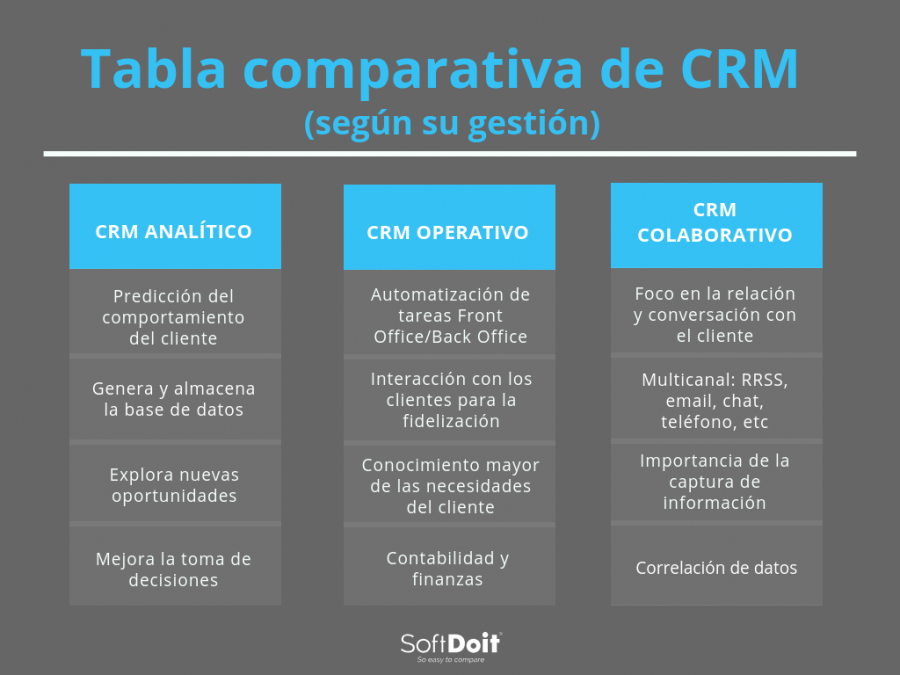 Tabla comparativa de CRM
(según su gestión)
CRM ANALÍTICO
Predicción del
comportamiento
del cliente
Genera y almacena
la base de datos
Explora nuevas
oportunidades
Mejora la toma de
decisiones
CRM OPERATIVO
Automatización de
tareas Front
Office/Back Office
Interacción con los
clientes para la
fidelización
Conocimiento mayor
de las necesidades
del cliente
Contabilidad y
finanzas
CRM
COLABORATIVO
Foco en la relación
y conversación con
el cliente
Multicanal: RRSS,
email, chat,
teléfono, etc
Importancia de la
captura de
información
Correlación de datos
SoftDoit
So easy to compare